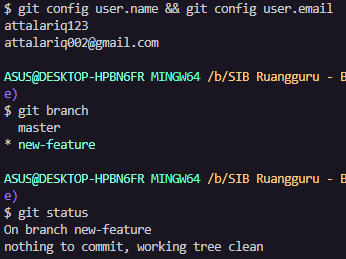 $ git config user.name && git config user.email
attalariq123
attalariq002@gmail.com
ASUS@DESKTOP-HPBN6FR MINGW64 /b/SIB Ruangguru - B
e)
$ git branch
master
* new-feature
ASUS@DESKTOP-HPBN6FR MINGW64 /b/SIB Ruangguru - B
e)
$ git status
On branch new-feature
nothing to commit, working tree clean